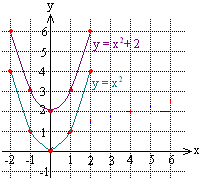 y
6
y = x² + 2
5
4
y = x²
3
2
1
x
-2 -1 0 1 2 3 4 5 6
-1